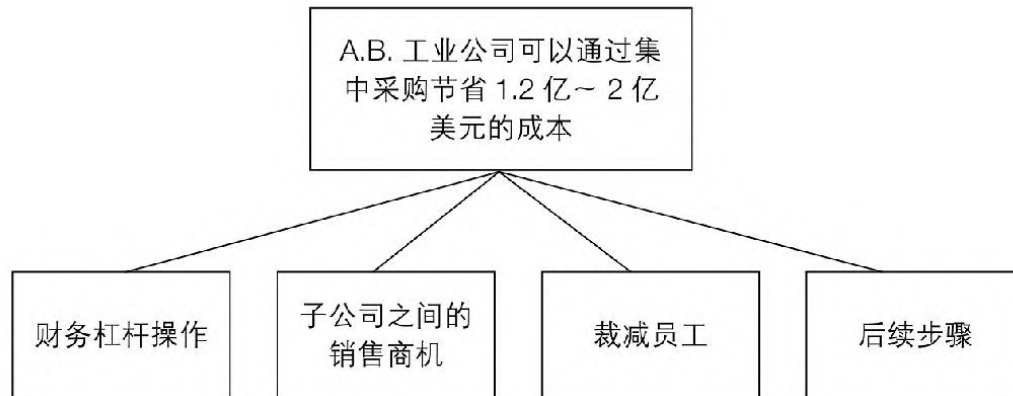 A.B. 工业公司可以通过集
中采购节省 1.2 亿～ 2 亿
美元的成本
财务杠杆操作
子公司之间的
销售商机
裁减员工
后续步骤